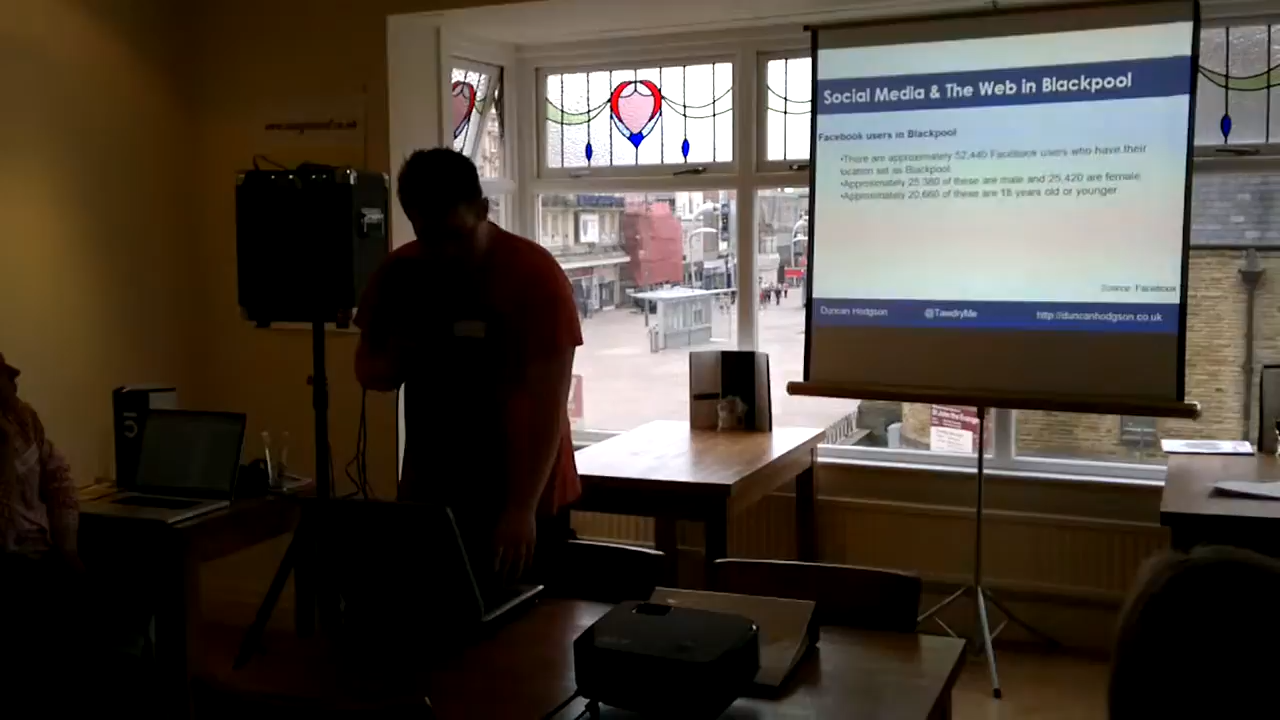 Social Media & The Web in Blackpool
Facebook users in Blackpool
•There are approximately 52,440 Facebook users who have their
location set as Blackpool
•Approximately 25,380 of these are male and 25,420 are female
•Approximately 20,660 of these are 18 years old or younger
Source: Facebook
Duncan Hodgson @TawdryMe http://duncanhodgson.co.uk